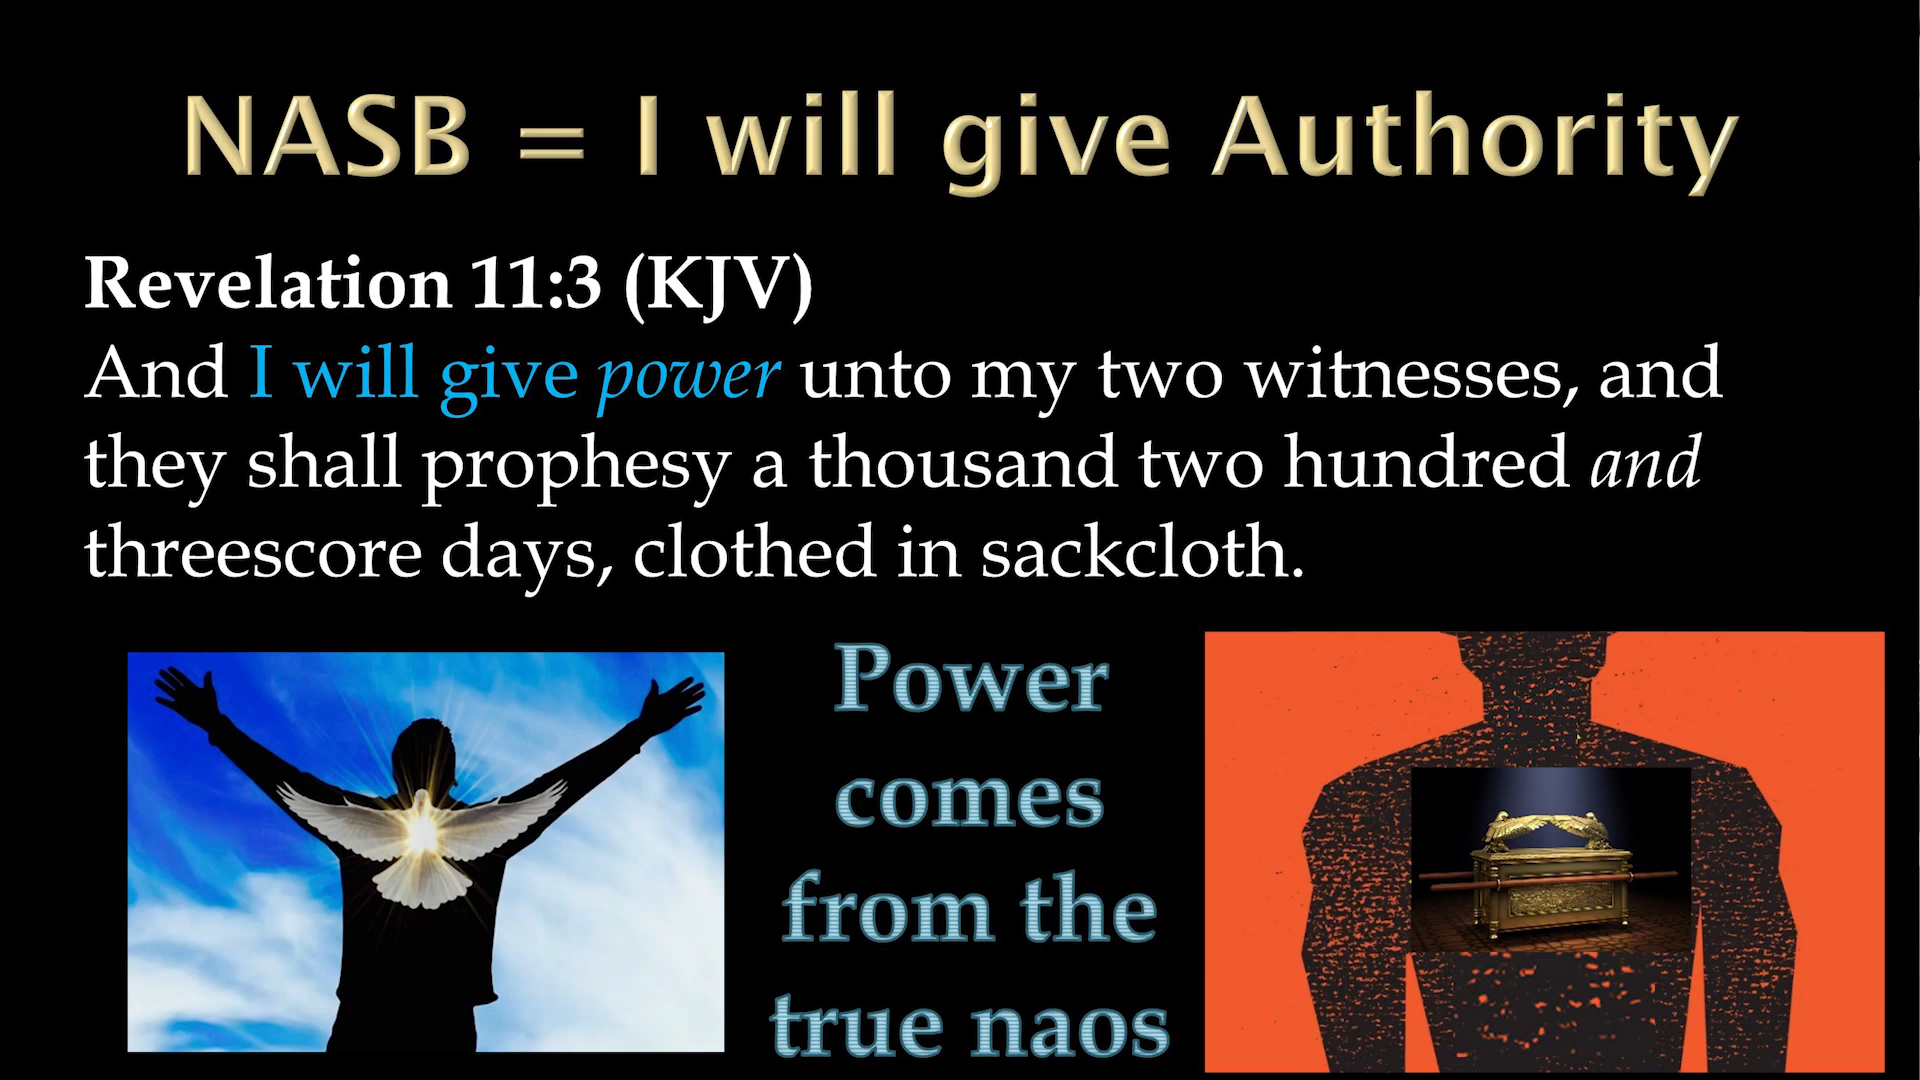 NASB = I will give Authority
Revelation 11:3 (KJV)
And I will give power unto my two witnesses, and
they shall prophesy a thousand two hundred and
threescore days, clothed in sackcloth.
Power
comes
from the
true naos